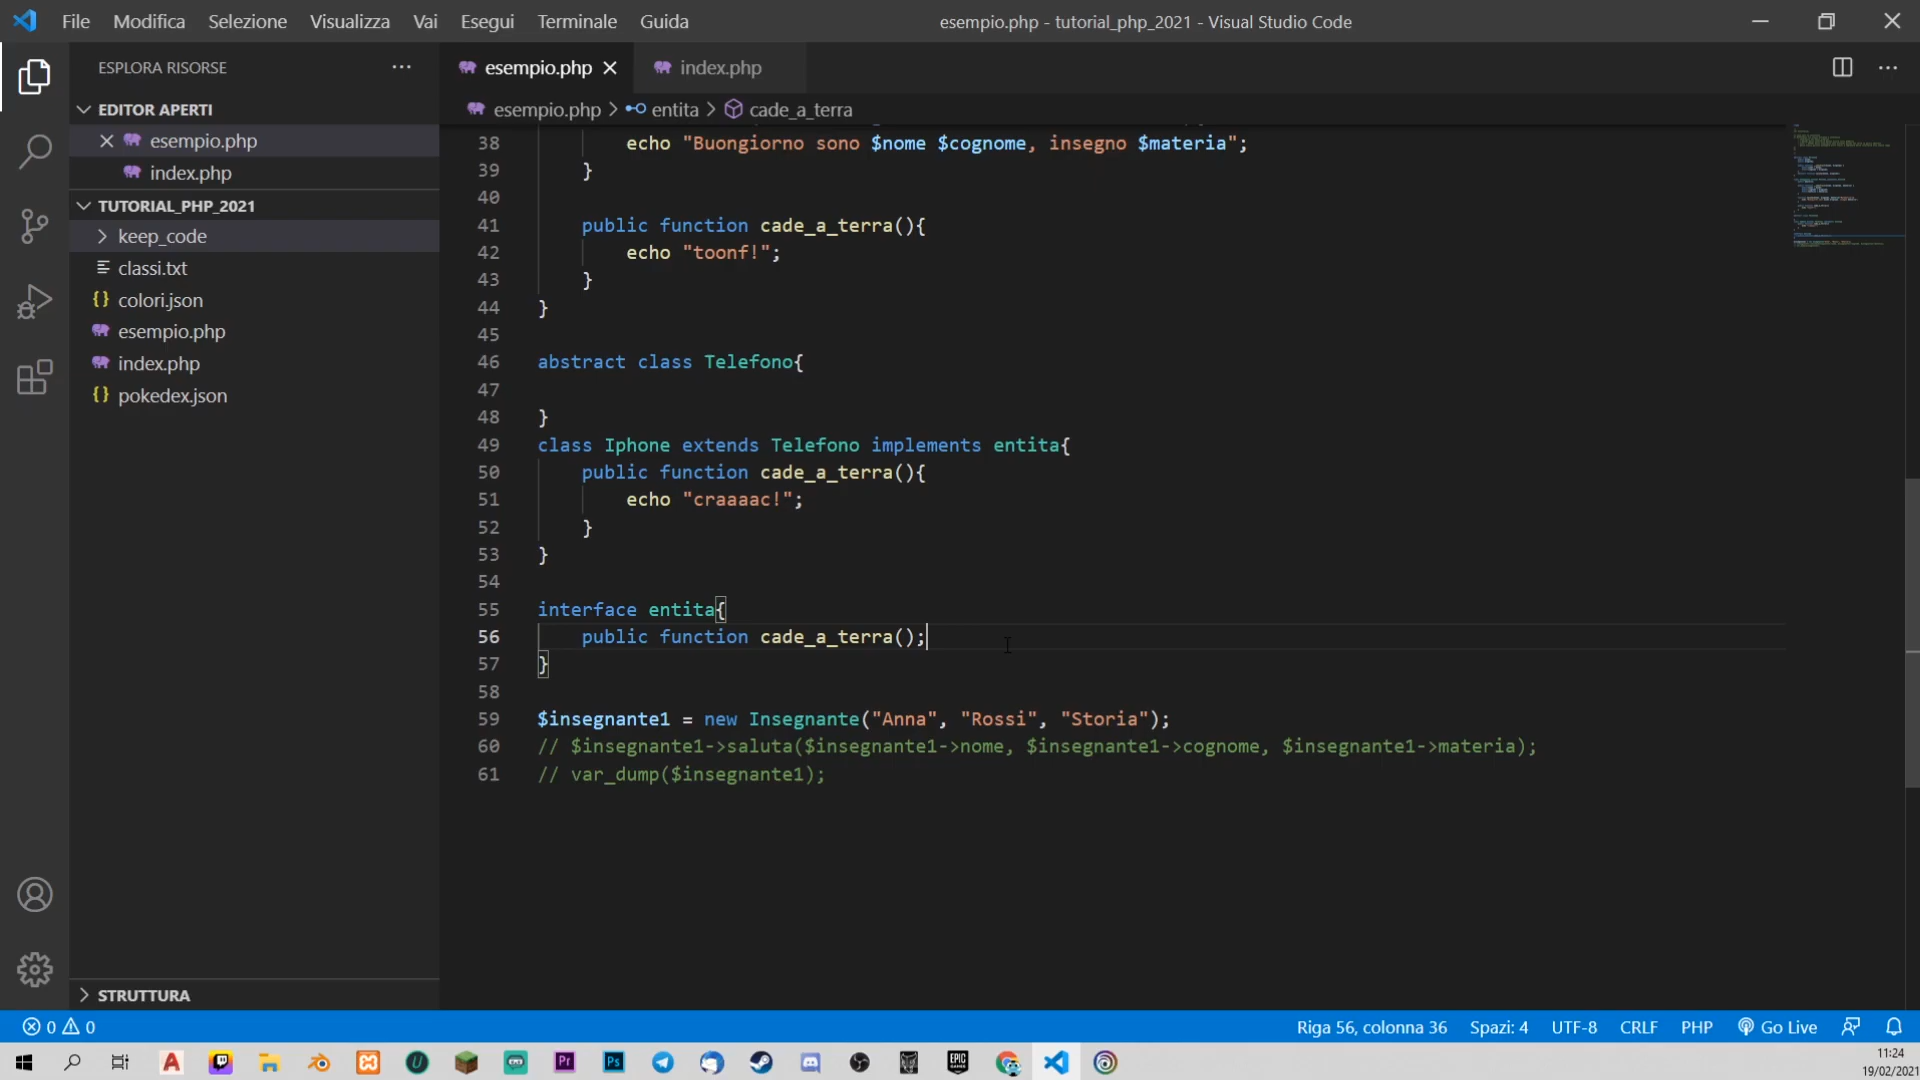 File Modifica Selezione Visualizza Vai Esegui Terminale Guida esempio.php - tutorial_php_2021 - Visual Studio Code
ESPLORA RISORSE ···
EDITOR APERTI
esempio.php
index.php
TUTORIAL_PHP_2021
keep_code
classi.txt
{} colori.json
esempio.php
index.php
{} pokedex.json
STRUTTURA
esempio.php index.php
esempio.php > entita > cade_a_terra
38 echo "Buongiorno sono $nome $cognome, insegno $materia";
39 }
40
41 public function cade_a_terra(){
42 echo "toonf!";
43 }
44 }
45
46 abstract class Telefono{
47
48 }
49 class Iphone extends Telefono implements entita{
50 public function cade_a_terra(){
51 echo "craaaac!";
52 }
53 }
54
55 interface entita{
56 public function cade_a_terra();
57 }
58
59 $insegnante1 = new Insegnante("Anna", "Rossi", "Storia");
60 // $insegnante1->saluta($insegnante1->nome, $insegnante1->cognome, $insegnante1->materia);
61 // var_dump($insegnante1);
0 0 Riga 56, colonna 36 Spazi: 4 UTF-8 CRLF PHP Go Live
11:24
19/02/2021